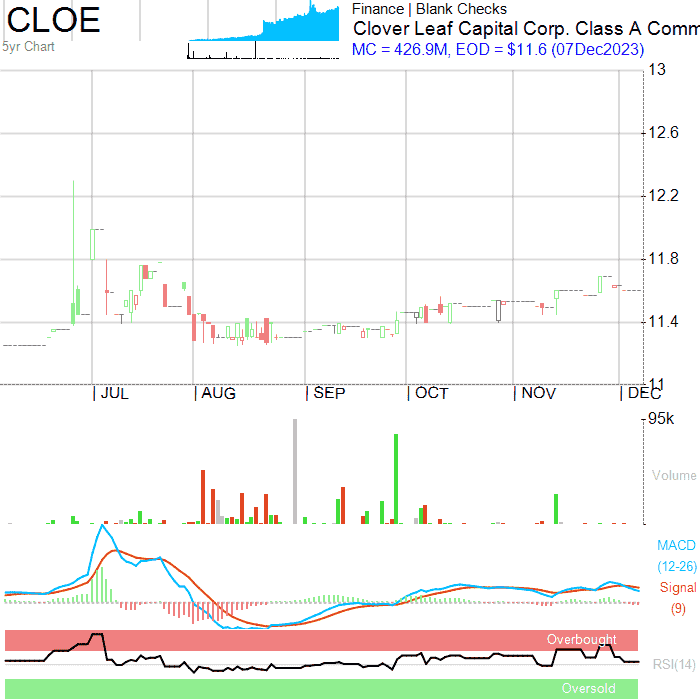 CLOE
5yr Chart
Finance | Blank Checks
Clover Leaf Capital Corp. Class A Comm
MC = 426.9M, EOD = $11.6 (07Dec2023)
13
12.6
12.2
11.8
11.4
11
JUL AUG SEP OCT NOV DEC
95k
Volume
MACD
(12-26)
Signal
(9)
Overbought
RSI(14)
Oversold